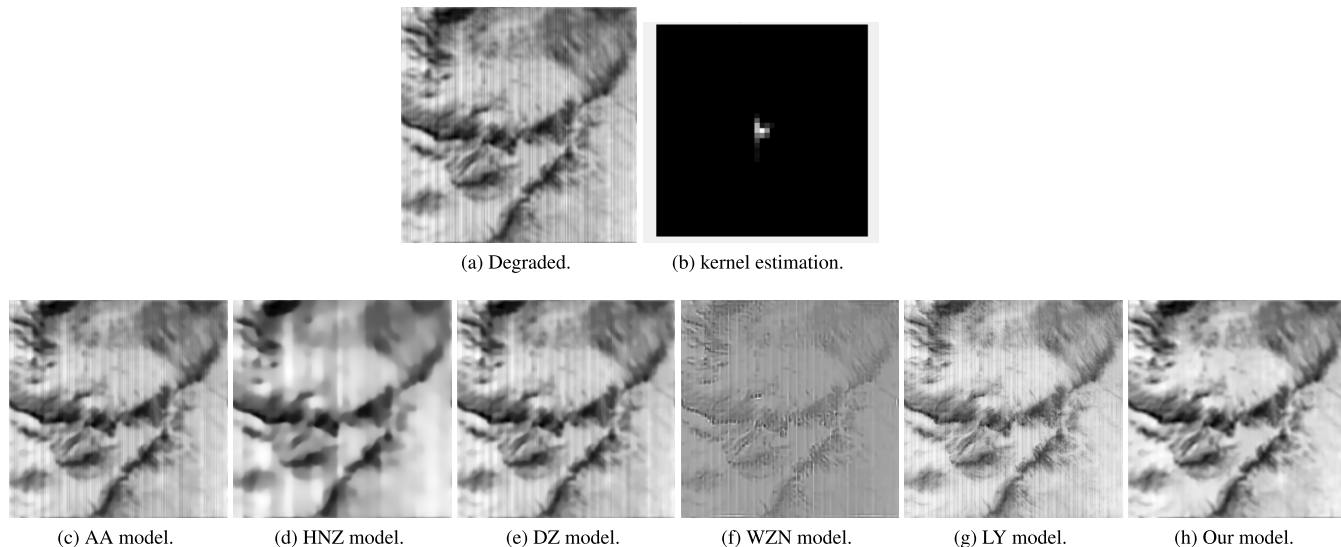 (a) Degraded.
(b) kernel estimation.
(c) AA model.
(d) HNZ model.
(e) DZ model.
(f) WZN model.
(g) LY model.
(h) Our model.